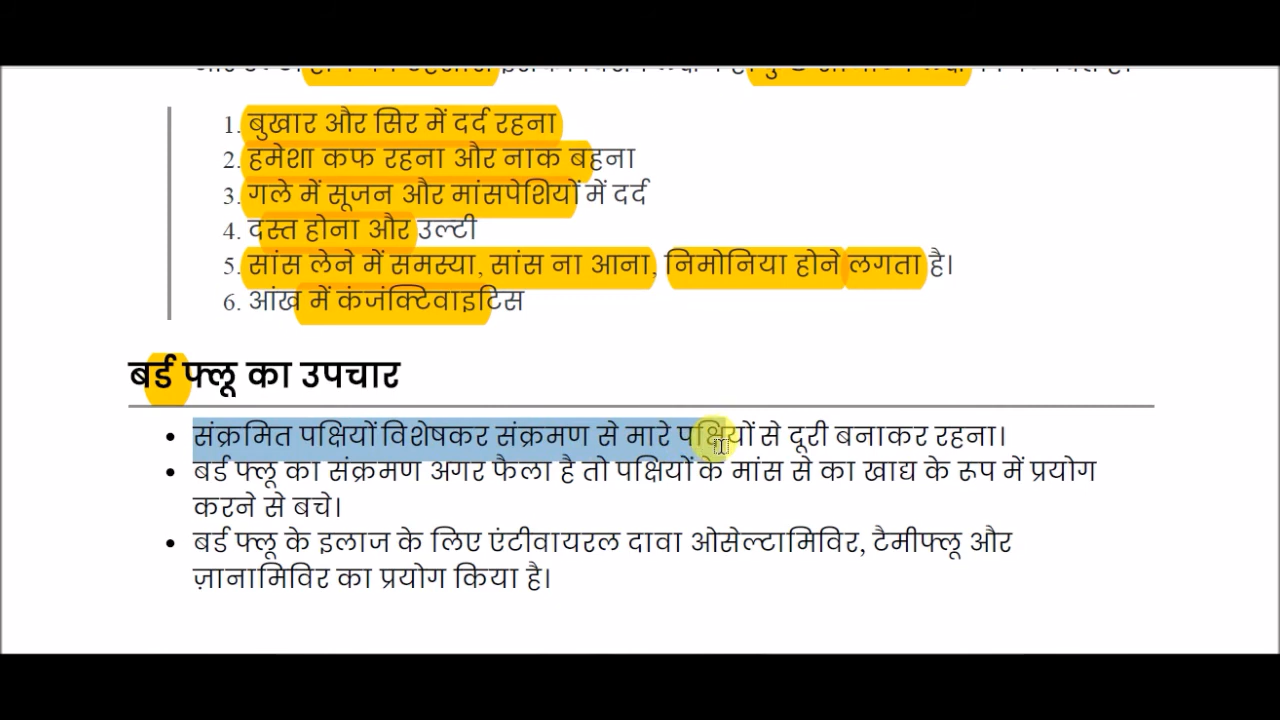 1. बुखार और सिर में दर्द रहना
2. हमेशा कफ रहना और नाक बहना
3. गले में सूजन और मांसपेशियों में दर्द
4. दस्त होना और उल्टी
5. सांस लेने में समस्या, सांस ना आना, निमोनिया होने लगता है।
6. आंख में कंजंक्टिवाइटिस
बर्ड फ्लू का उपचार
• संक्रमित पक्षियों विशेषकर संक्रमण से मारे पक्षियों से दूरी बनाकर रहना।
• बर्ड फ्लू का संक्रमण अगर फैला है तो पक्षियों के मांस से का खाद्य के रूप में प्रयोग
करने से बचे।
• बर्ड फ्लू के इलाज के लिए एंटीवायरल दावा ओसेल्टामिविर, टैमीफ्लू और
ज़ानामिविर का प्रयोग किया है।